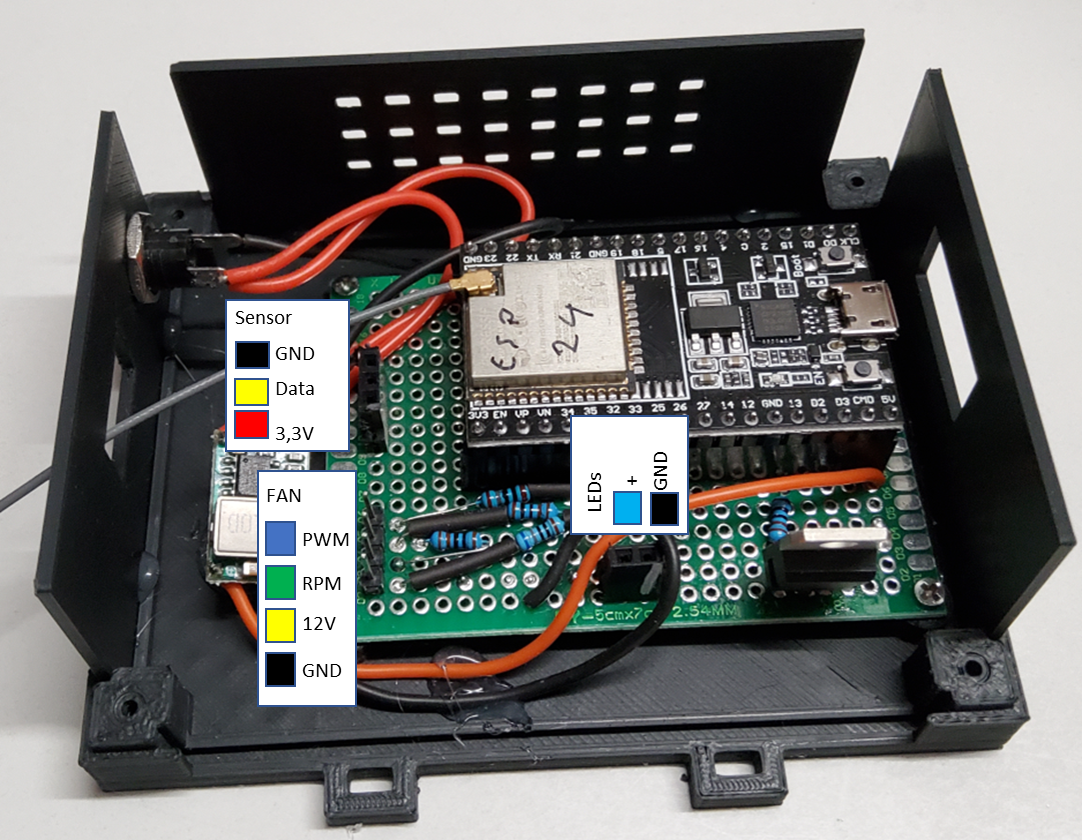 GND 23 22 TX RX 21 GND 19 18 5 17 16 4 C 2 15 D1 D0 CLK
Boot
ESP
24
Sensor
GND
Data
3,3V
3V3 EN VP VN 34 35 32 33 25 26 27 14 12 GND 13 D2 D3 CMD 5V
LEDs
+
GND
FAN
PWM
RPM
12V
GND
2.54MM